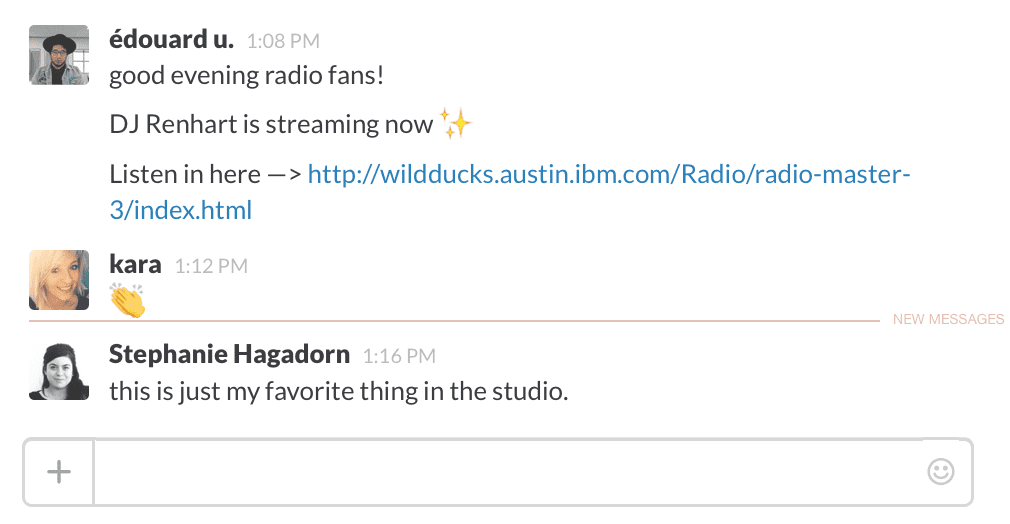 édouard u. 1:08 PM
good evening radio fans!
DJ Renhart is streaming now ✨
Listen in here —> http://wildducks.austin.ibm.com/Radio/radio-master-
3/index.html
kara 1:12 PM
👏
NEW MESSAGES
Stephanie Hagadorn 1:16 PM
this is just my favorite thing in the studio.